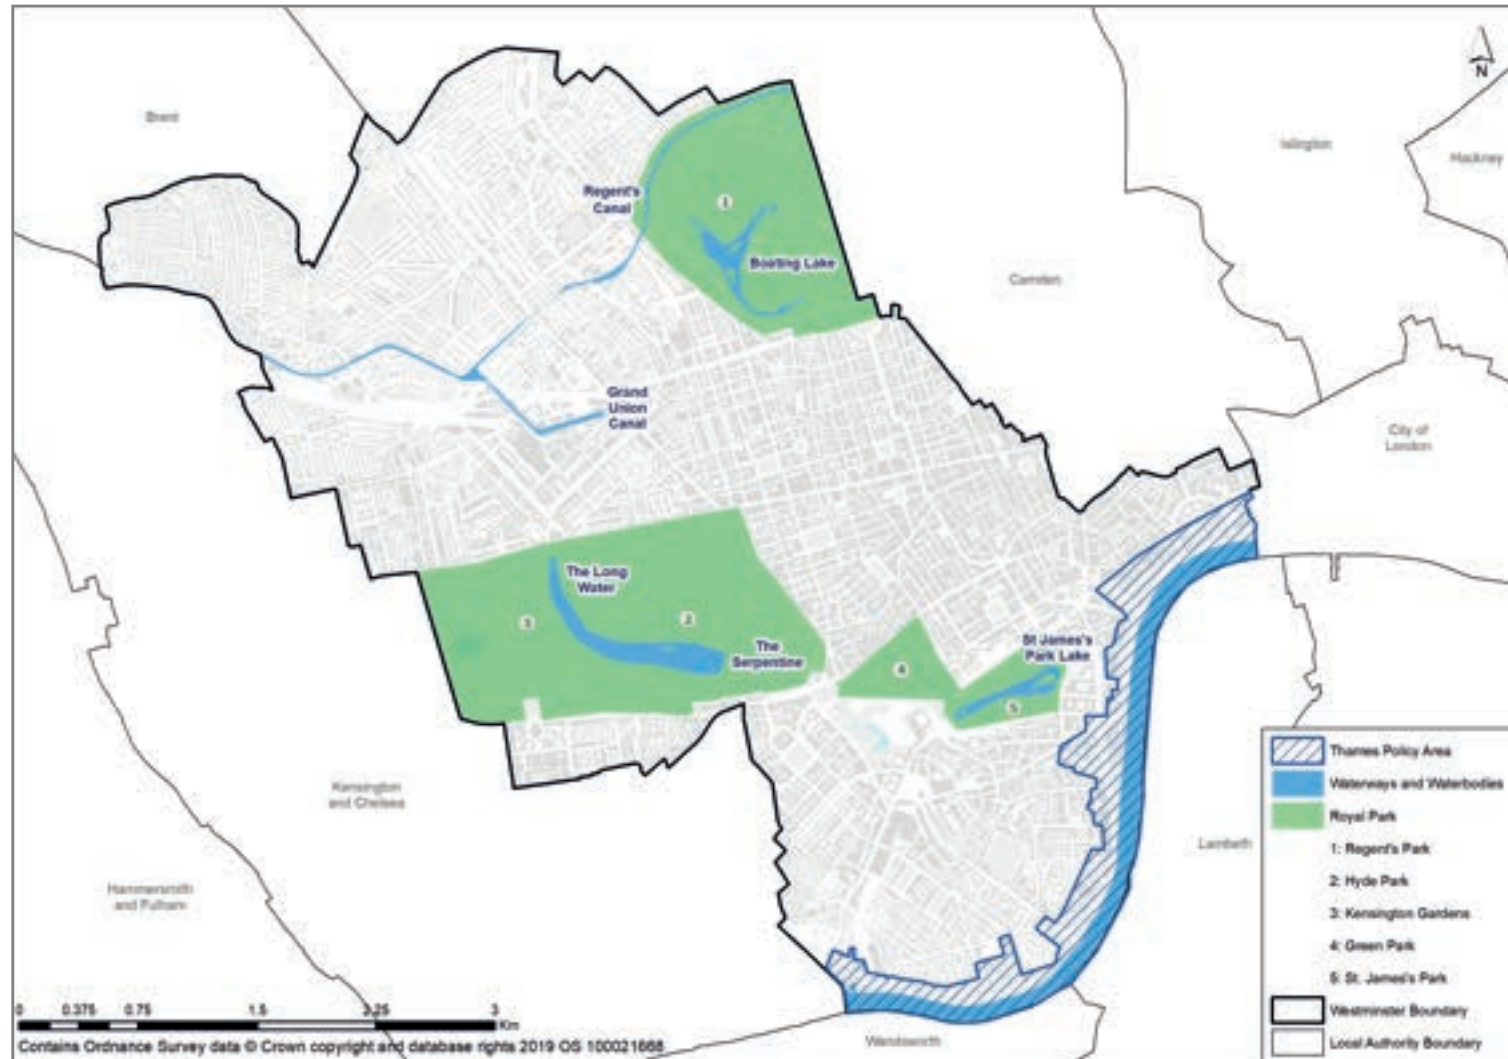 N
Brent
Islington
Hackney
Regent's
Canal
1
Boating Lake
Camden
Grand
Union
Canal
City of
London
The Long
Water
3
2
The
Serpentine
4
St James's
Park Lake
5
Kensington
and Chelsea
Hammersmith
and Fulham
Lambeth
Wandsworth
Thames Policy Area
Waterways and Waterbodies
Royal Park
1: Regent's Park
2: Hyde Park
3: Kensington Gardens
4: Green Park
5: St. James's Park
Westminster Boundary
Local Authority Boundary
0 0.375 0.75 1.5 2.25 3
Km
Contains Ordnance Survey data © Crown copyright and database rights 2019 OS 100021668